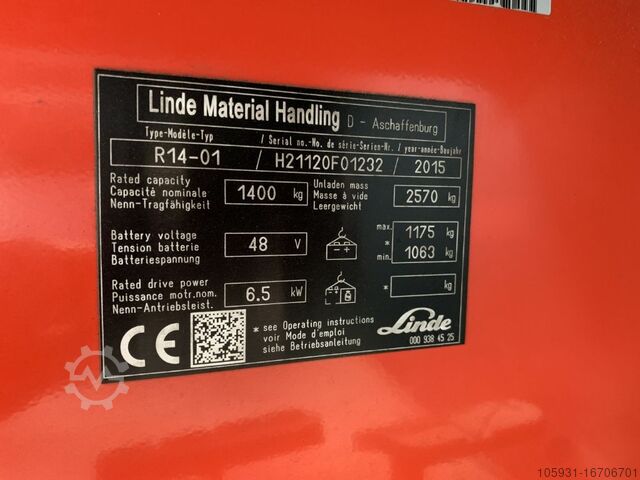 Linde Material Handling D - Aschaffenburg
Type-Modèle-Typ / Serial no.-No. de série-Serien-Nr. / year-année-Baujahr
R14-01 / H21120F01232 / 2015
Rated capacity
Capacité nominale 1400 kg
Nenn-Tragfähigkeit
Unladen mass
Masse à vide 2570 kg
Leergewicht
Battery voltage
Tension batterie 48 V
Batteriespannung
max. 1175 kg
*
min. 1063 kg
Rated drive power
Puissance motr.nom. 6.5 kW
Nenn-Antriebsleist.
* kg
CE
* see Operating instructions
voir Mode d'emploi
siehe Betriebsanleitung
Linde
000 938 45 25
105931-16706701